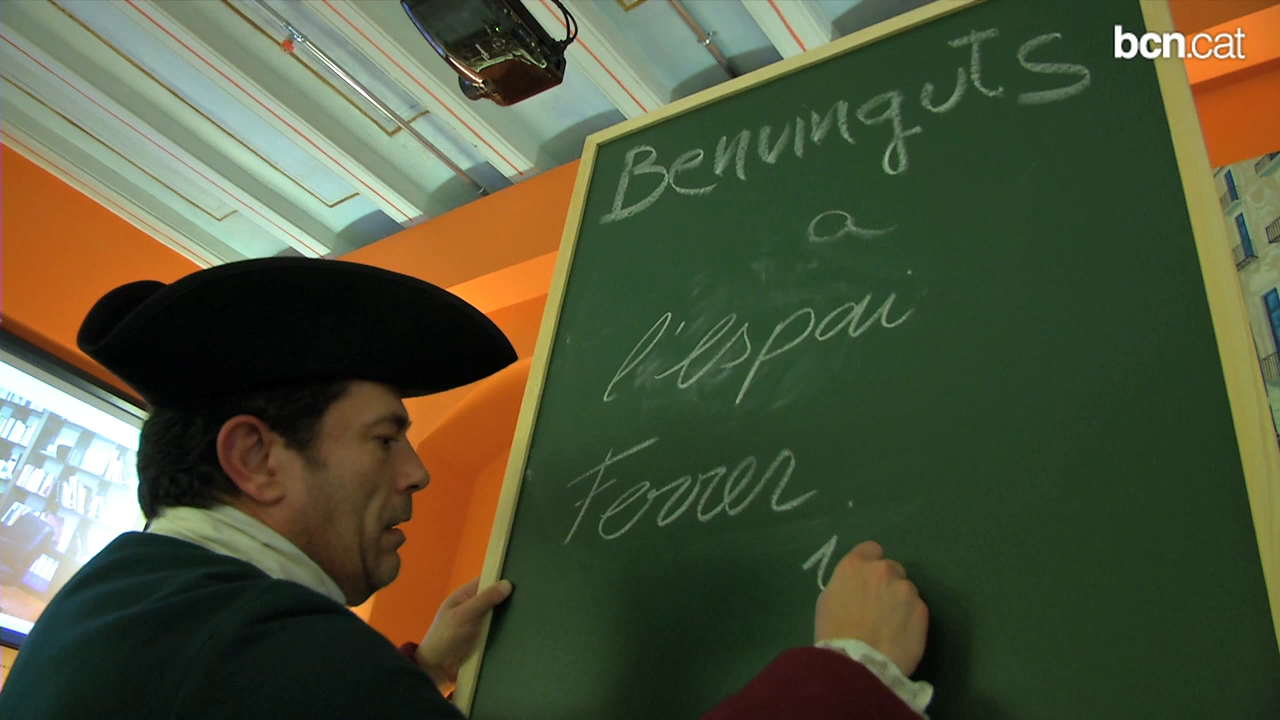 bcn.cat
Benvinguts
a
l'espai
Ferrer.